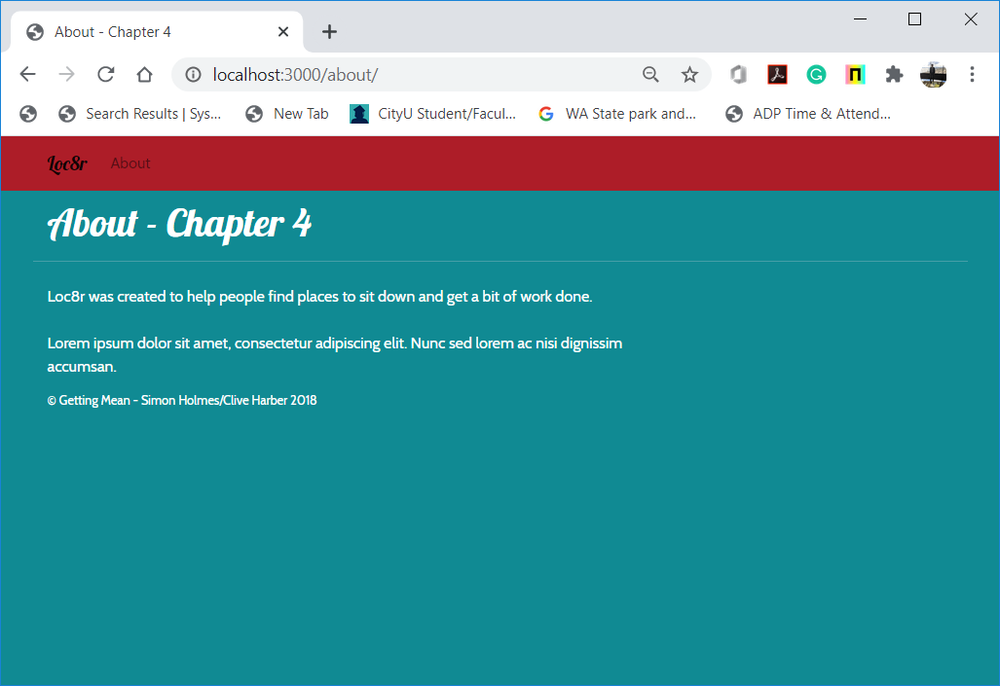 About - Chapter 4
localhost:3000/about/
Search Results | Sys... New Tab CityU Student/Facul... WA State park and... ADP Time & Attend...
Loc8r About
About - Chapter 4
Loc8r was created to help people find places to sit down and get a bit of work done.
Lorem ipsum dolor sit amet, consectetur adipiscing elit. Nunc sed lorem ac nisi dignissim
accumsan.
© Getting Mean - Simon Holmes/Clive Harber 2018